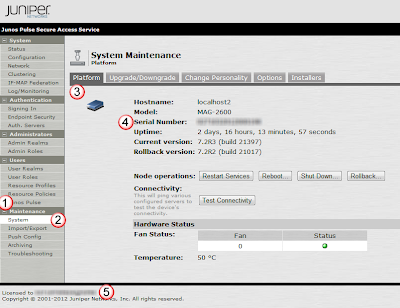 JUNIPER
NETWORKS
Junos Pulse Secure Access Service
System
Status
Configuration
Network
Clustering
IF-MAP Federation
Log/Monitoring
Authentication
Signing In
Endpoint Security
Auth. Servers
Administrators
Admin Realms
Admin Roles
Users
User Realms
User Roles
Resource Profiles
Resource Policies
1
Junos Pulse
Maintenance
System 2
Import/Export
Push Config
Archiving
Troubleshooting
System Maintenance
Platform
Platform Upgrade/Downgrade Change Personality Options Installers
3
Hostname: localhost2
Model: MAG-2600
4 Serial Number:
Uptime: 2 days, 16 hours, 13 minutes, 57 seconds
Current version: 7.2R3 (build 21397)
Rollback version: 7.2R2 (build 21017)
Node operations: Restart Services Reboot... Shut Down... Rollback...
Connectivity:
This will ping various
configured servers to
test the device's
connectivity.
Test Connectivity
Hardware Status
Fan Status: Fan Status
0
Temperature: 50 °C
Licensed to 5
Copyright © 2001-2012 Juniper Networks, Inc. All rights reserved.